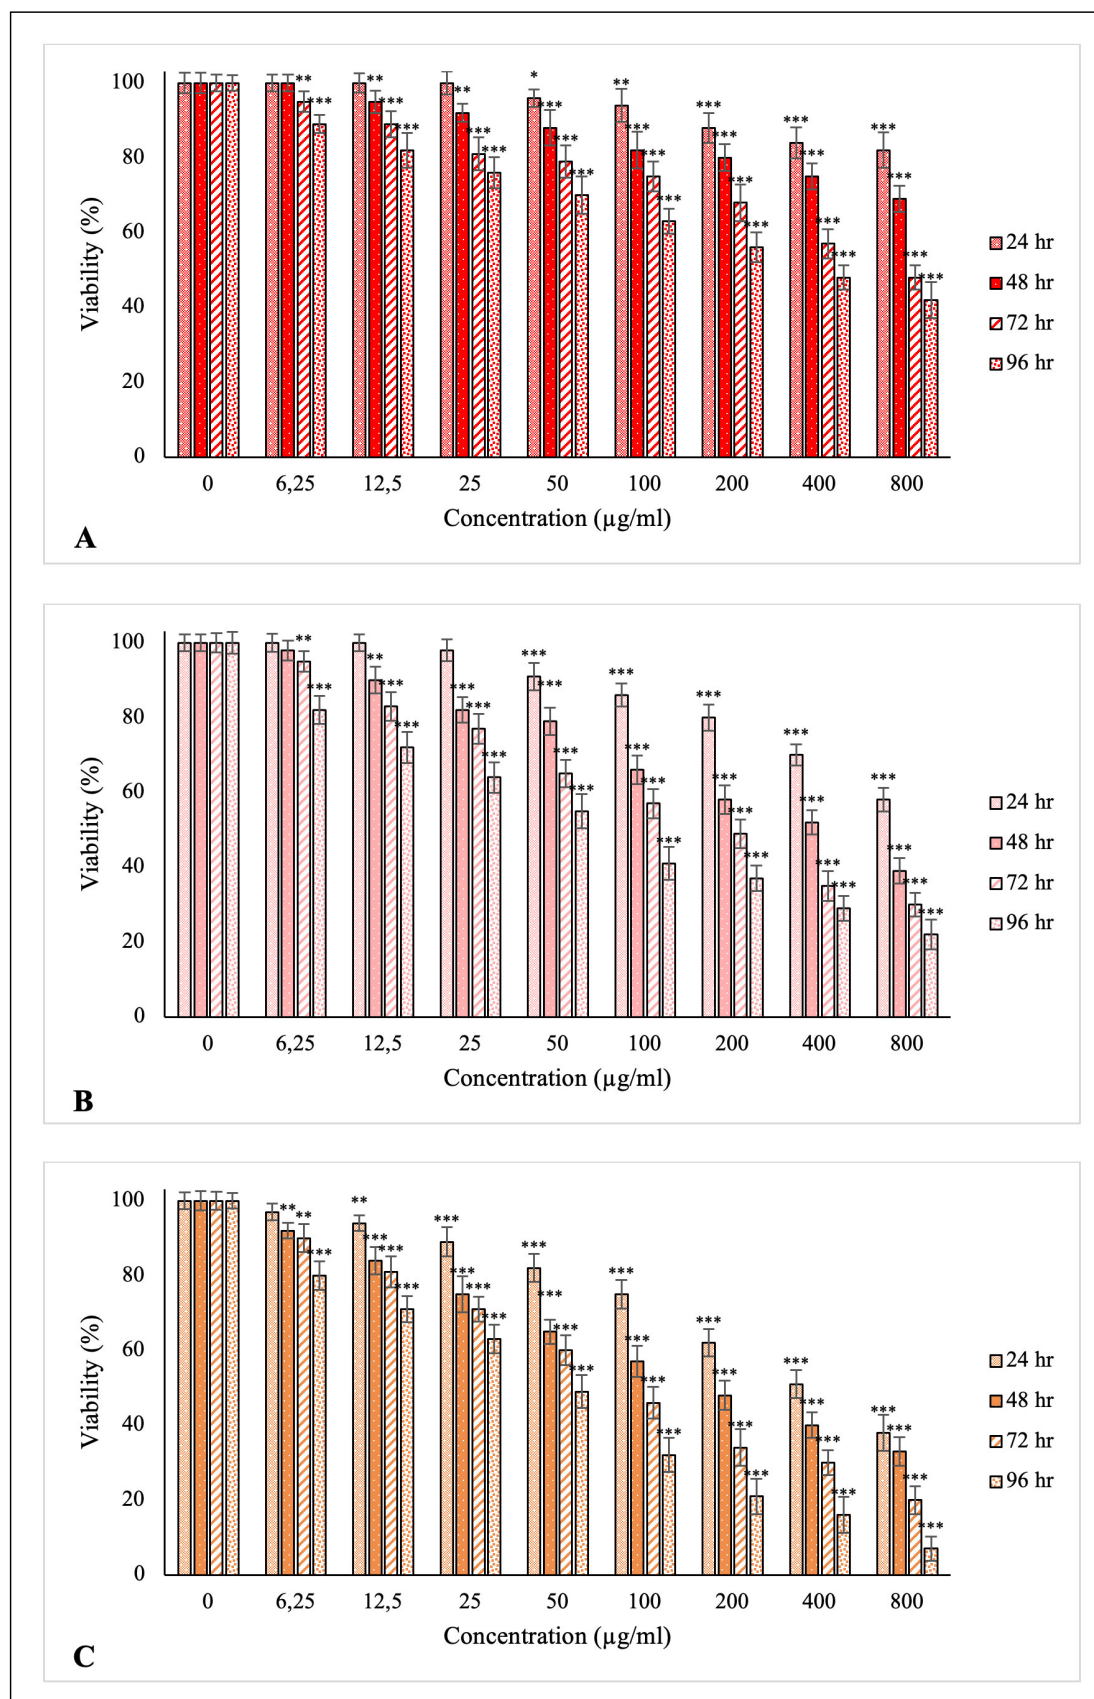 * ** *** *** ***
100
** ** ** *** *** *** *** ***
*** *** *** *** *** *** *** ***
*** *** *** *** *** *** *** ***
80
60
40
20
0
Viability (%)
0 6,25 12,5 25 50 100 200 400 800
Concentration (µg/ml)
24 hr
48 hr
72 hr
96 hr
A
100
** ** *** *** *** *** *** ***
*** *** *** *** *** *** *** ***
*** *** *** *** *** *** ***
*** *** *** *** ***
80
60
40
20
0
Viability (%)
0 6,25 12,5 25 50 100 200 400 800
Concentration (µg/ml)
24 hr
48 hr
72 hr
96 hr
B
100
** ** ** *** *** *** *** *** ***
*** *** *** *** *** *** *** ***
*** *** *** *** *** *** ***
*** *** *** *** *** *** ***
80
60
40
20
0
Viability (%)
0 6,25 12,5 25 50 100 200 400 800
Concentration (µg/ml)
24 hr
48 hr
72 hr
96 hr
C